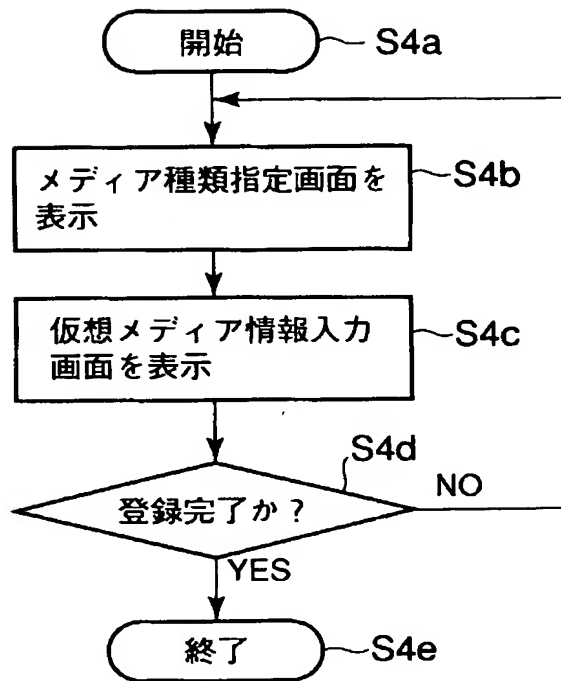 開始
S4a
メディア種類指定画面を
表示
S4b
仮想メディア情報入力
画面を表示
S4c
S4d
登録完了か？
NO
YES
終了
S4e